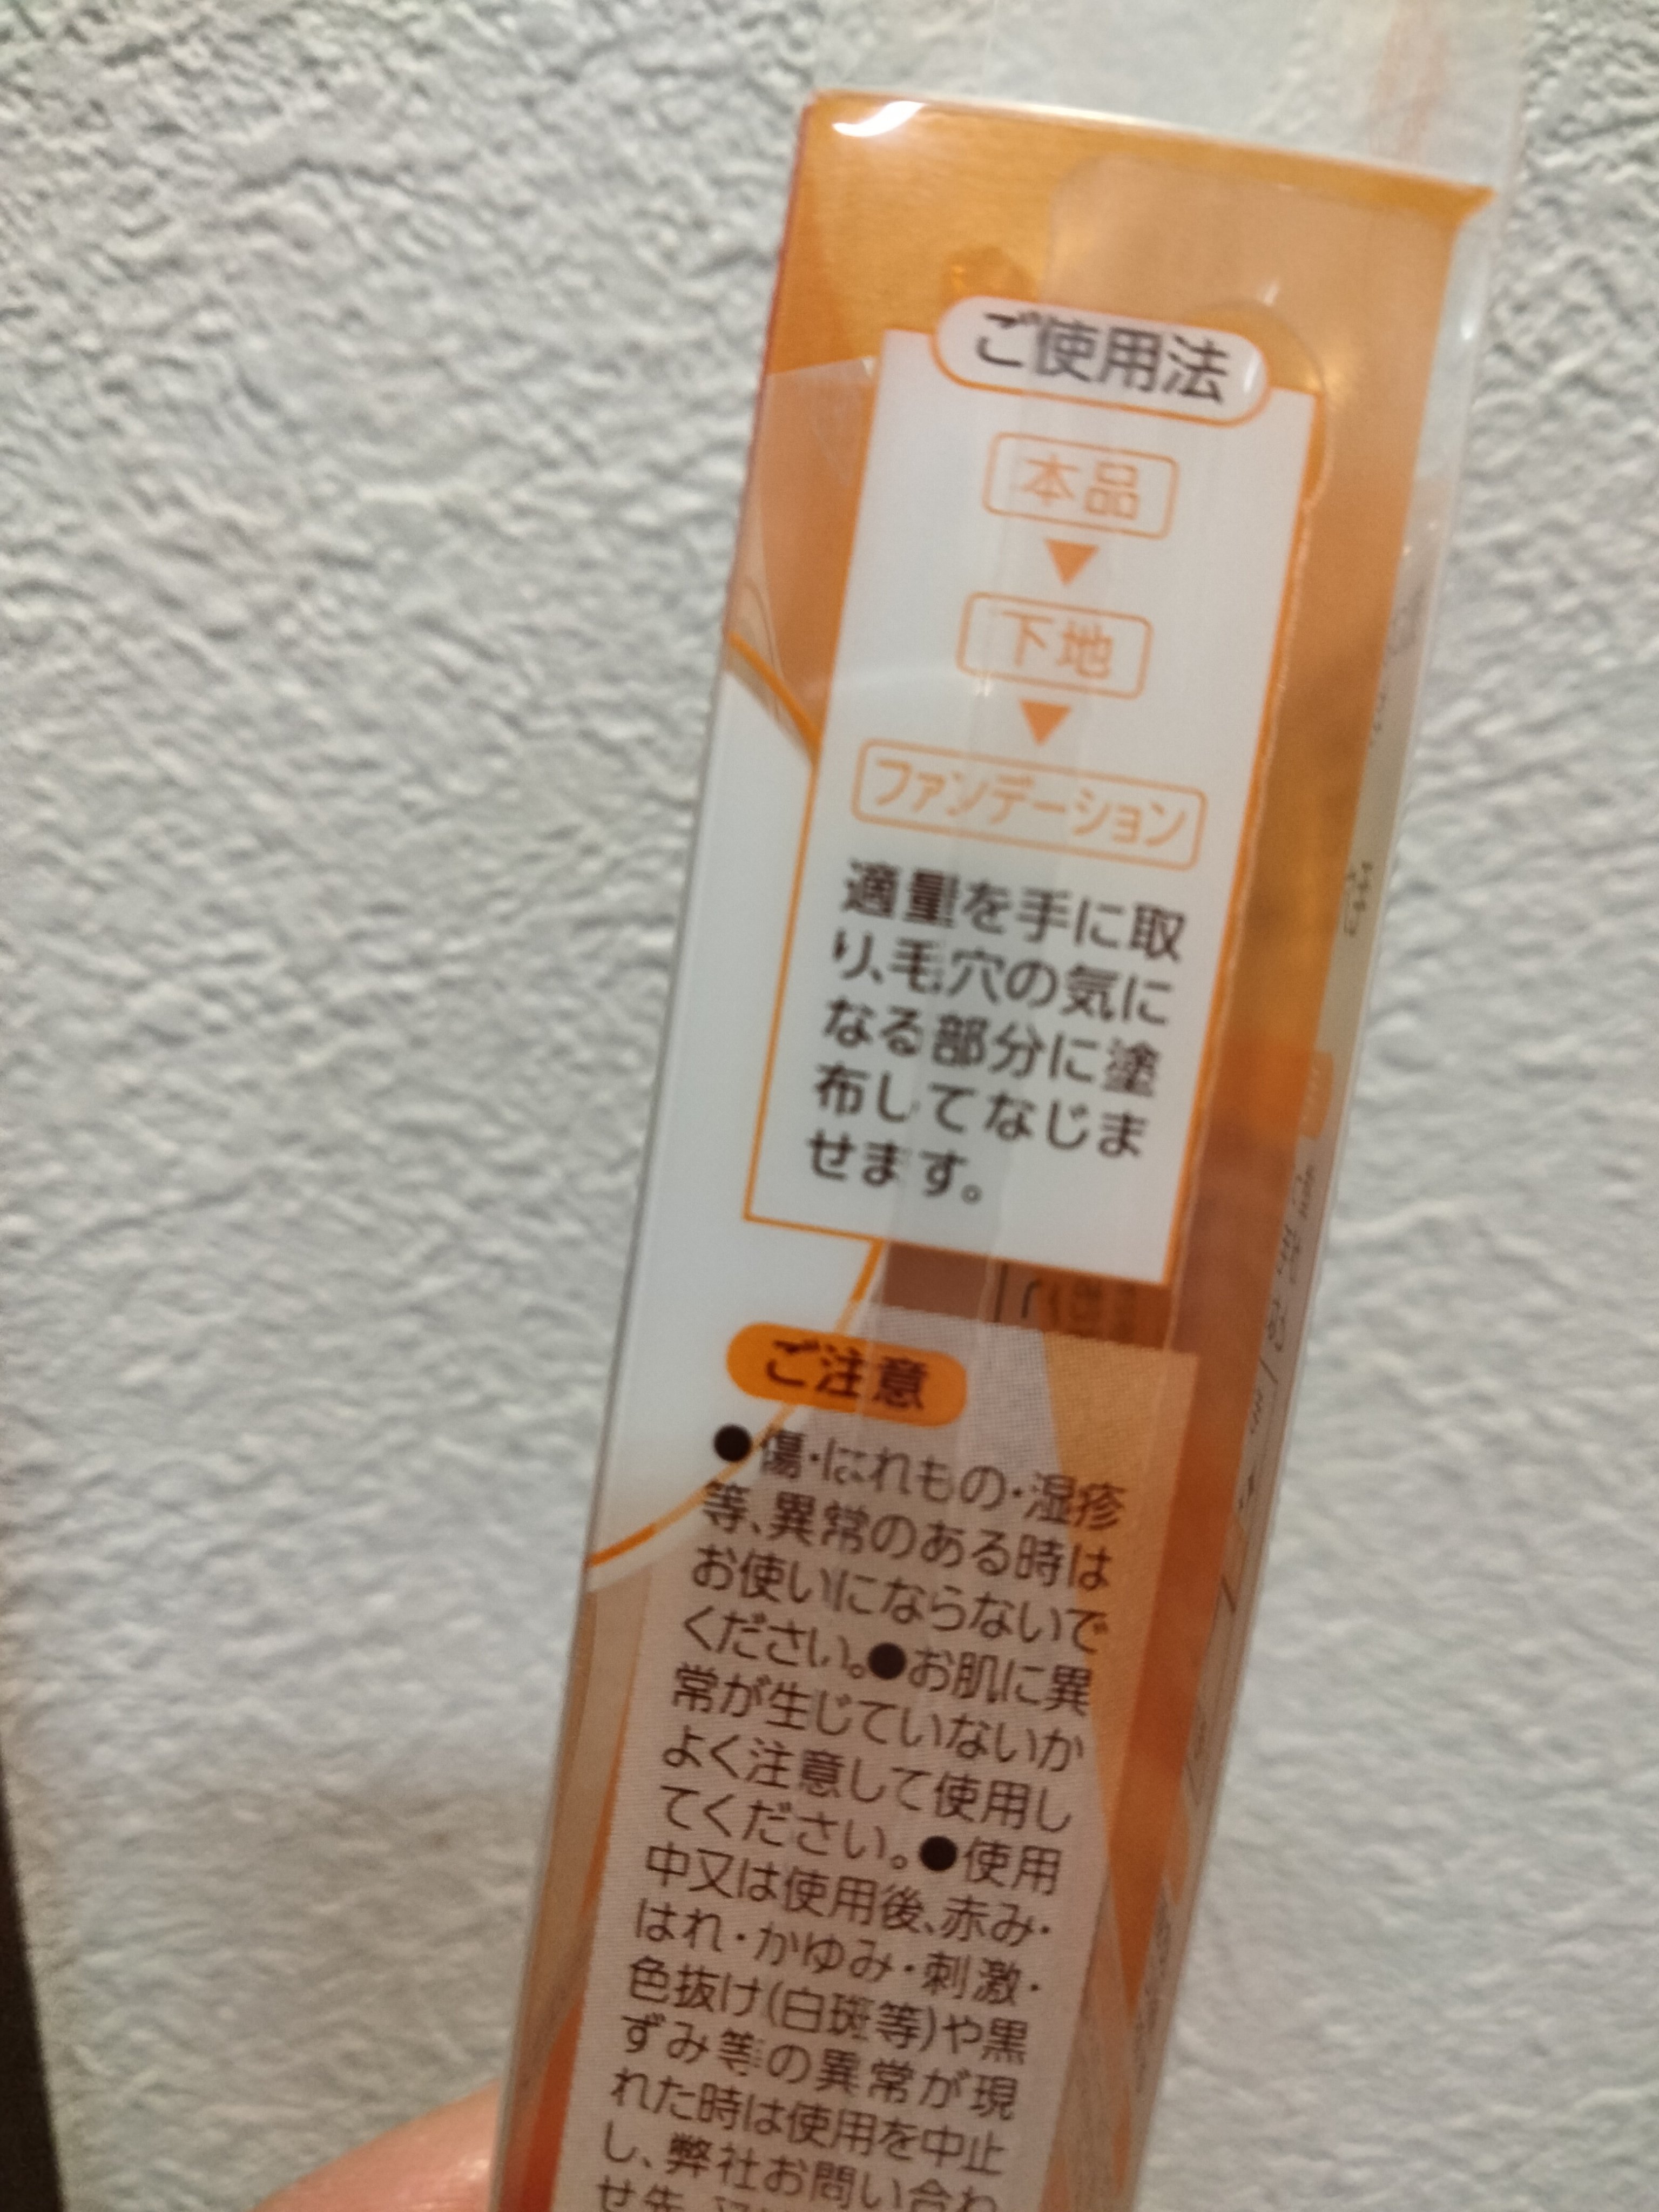 ご使用法
本品
▼
下地
▼
ファンデーション
適量を手に取
り、毛穴の気に
なる部分に塗
布してなじま
せます。
ご注意
●傷・はれもの・湿疹
等、異常のある時は
お使いにならないで
ください。●お肌に異
常が生じていないか
よく注意して使用し
てください。●使用
中又は使用後、赤み・
はれ・かゆみ・刺激・
色抜け(白斑等)や黒
ずみ等の異常が現
れた時は使用を中止
し、弊社お問い合わ
せ先